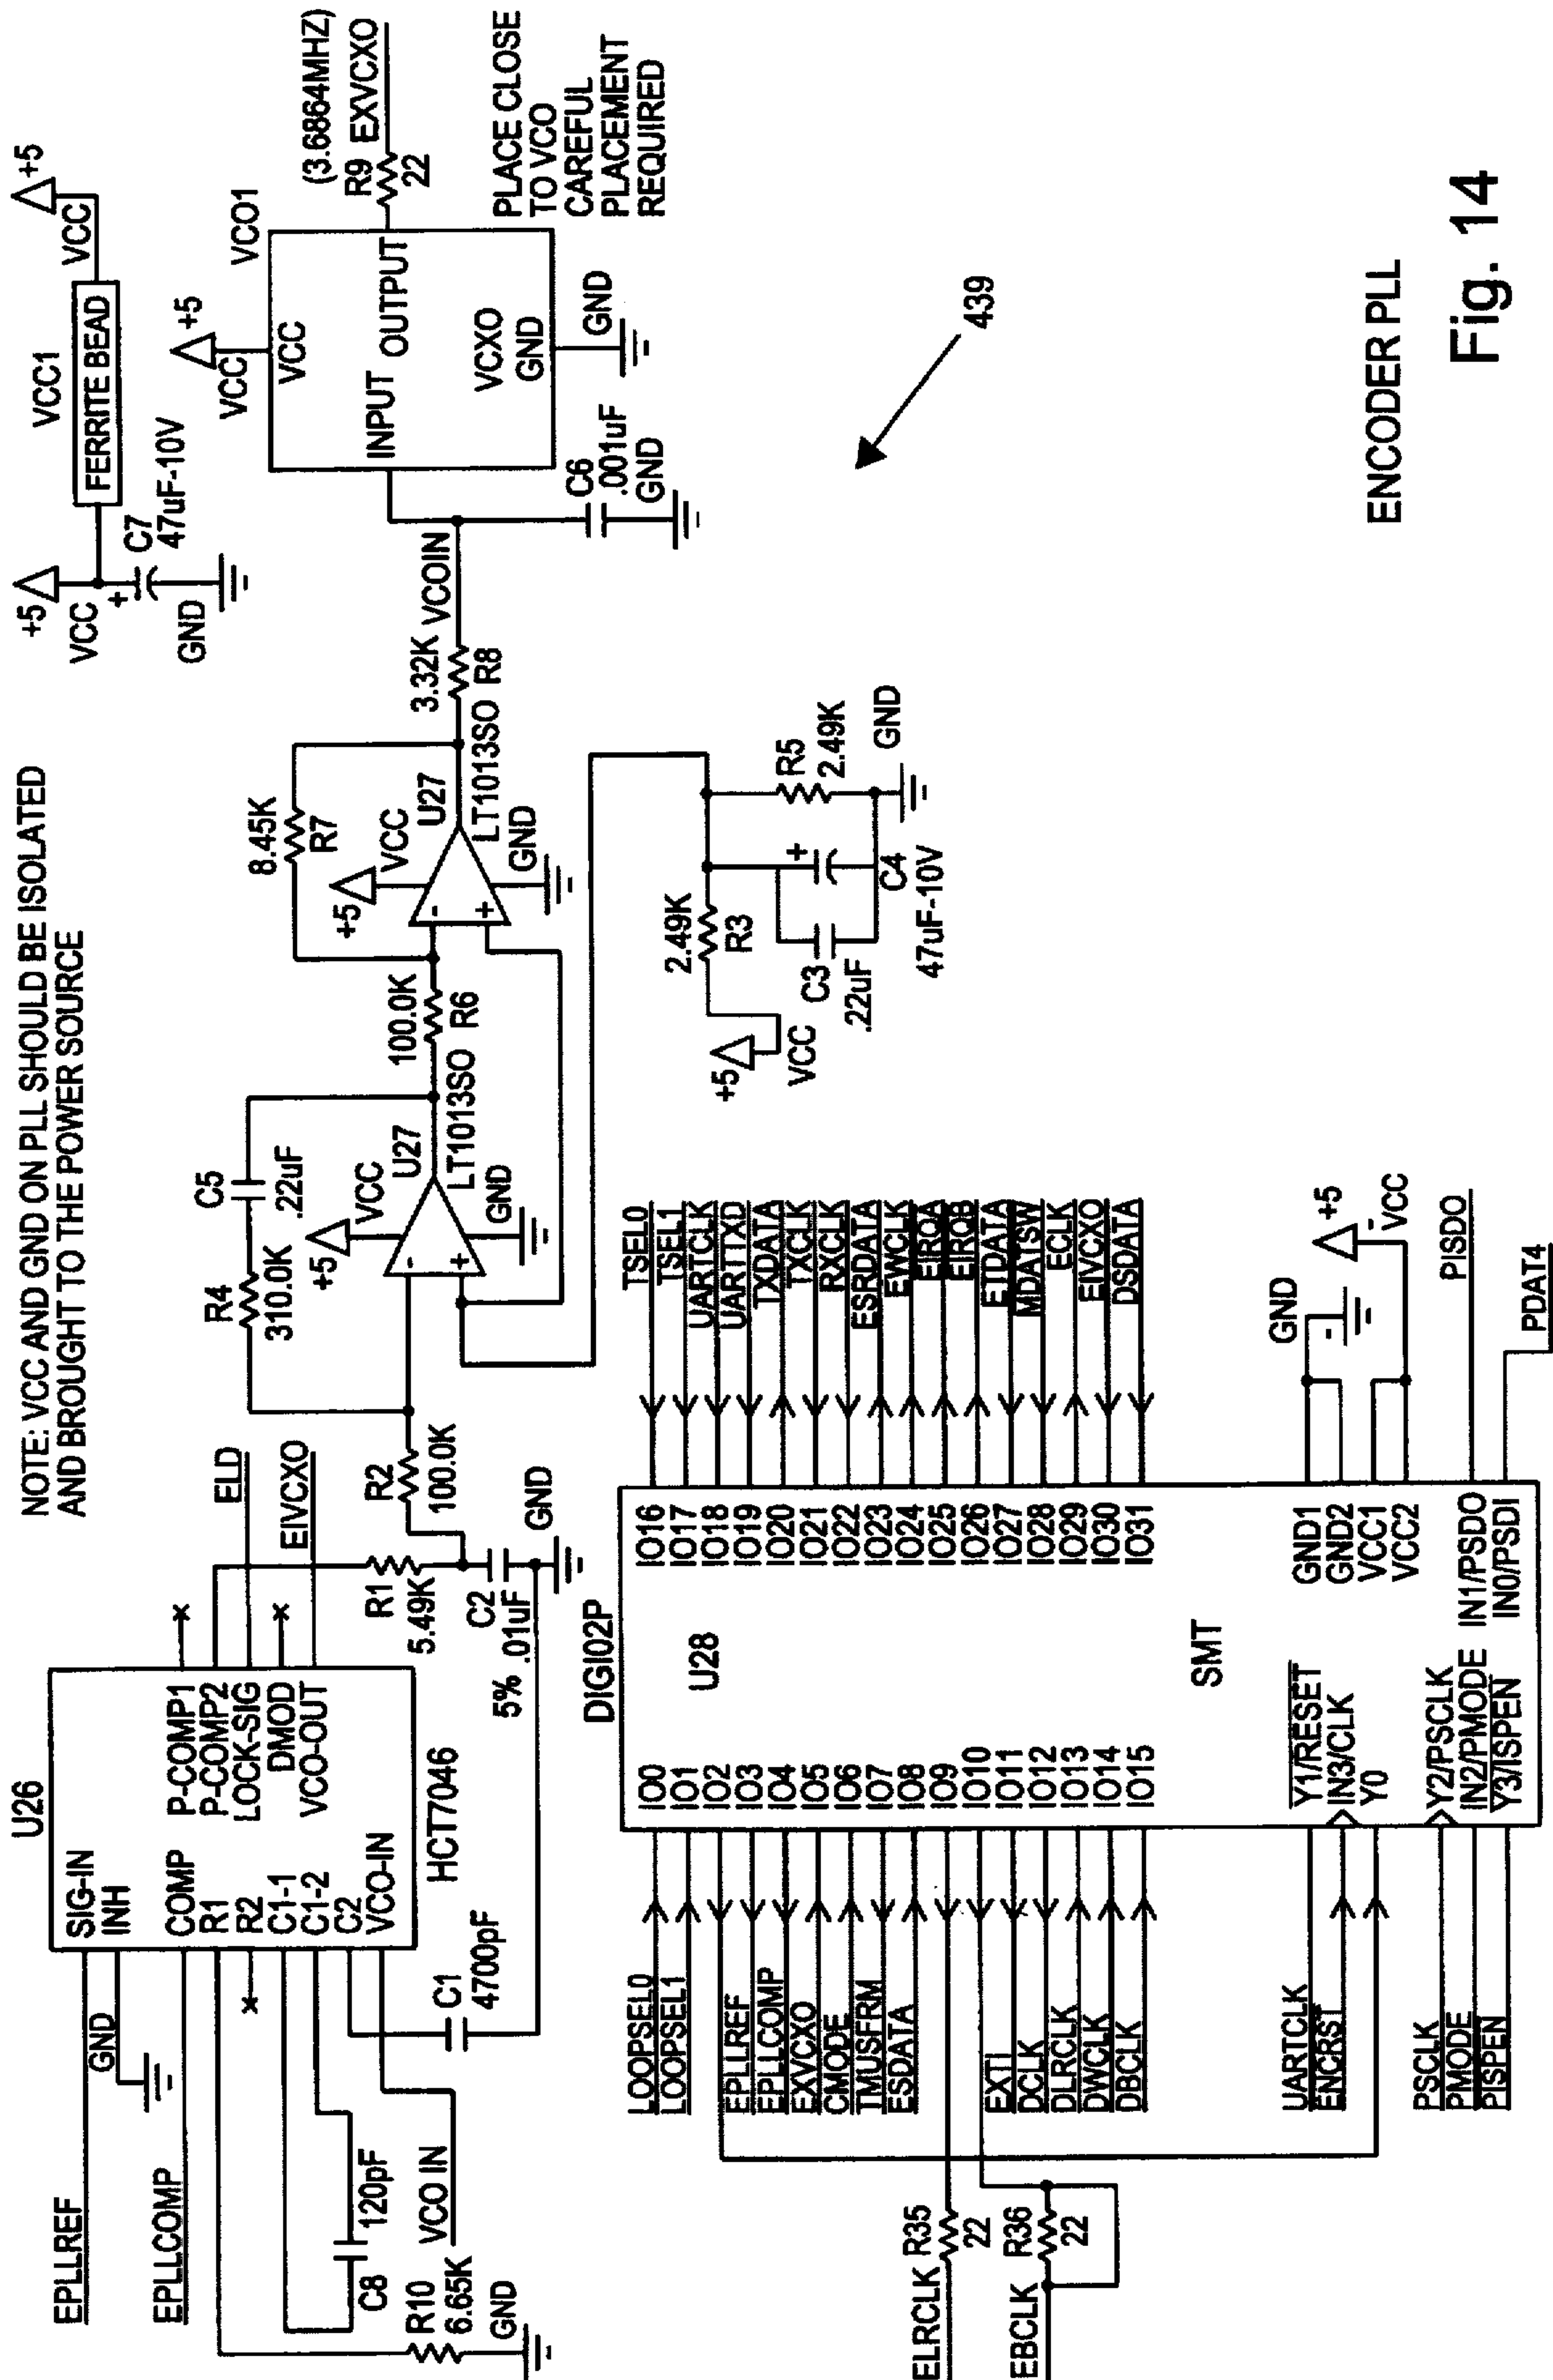 NOTE: VCC AND GND ON PLL SHOULD BE ISOLATED
AND BROUGHT TO THE POWER SOURCE
U26
EPLLREF
GND
EPLLCOMP
SIG-IN
INH
COMP
R1
R2
C1-1
C1-2
C2
VCO-IN
P-COMP1
P-COMP2
LOCK-SIG
DMOD
VCO-OUT
HCT7046
ELD
EIVCXO
120pF
C8
VCO IN
R10
6.65K
GND
C1
4700pF
R1
5.49K
C2
5% .01uF
GND
R2
100.0K
R4
310.0K
C5
.22uF
+5
VCC
U27
LT1013SO
GND
-
+
100.0K
R6
8.45K
R7
+5
VCC
U27
LT1013SO
GND
-
+
3.32K
R8
VCOIN
C6
.001uF
GND
+5
VCC
C7
47uF-10V
+
GND
VCC1
FERRITE BEAD
VCC
+5
+5
VCC
VCO1
VCC
INPUT
OUTPUT
VCXO
GND
GND
(3.6864MHZ)
R9
EXVCXO
22
PLACE CLOSE
TO VCO
CAREFUL
PLACEMENT
REQUIRED
+5
VCC
2.49K
R3
C3
.22uF
+
C4
47uF-10V
R5
2.49K
GND
439
DIGI02P
U28
SMT
LOOPSEL0
LOOPSEL1
EPLLREF
EPLLCOMP
EXVCXO
CMODE
TMUSFRM
ESDATA
EXTI
DCLK
DLRCLK
DWCLK
DBCLK
ELRCLK
R35
22
EBCLK
R36
22
UARTCLK
ENCRST
PSCLK
PMODE
PISPEN
IO0
IO1
IO2
IO3
IO4
IO5
IO6
IO7
IO8
IO9
IO10
IO11
IO12
IO13
IO14
IO15
Y1/RESET
IN3/CLK
Y0
Y2/PSCLK
IN2/PMODE
Y3/ISPEN
IO16
IO17
IO18
IO19
IO20
IO21
IO22
IO23
IO24
IO25
IO26
IO27
IO28
IO29
IO30
IO31
GND1
GND2
VCC1
VCC2
IN1/PSDO
IN0/PSDI
TSEL0
TSEL1
UARTCLK
UARTTXD
TXDATA
TXCLK
RXCLK
ESRDATA
EWCLK
EIRQA
EIRQB
ETDATA
MDATSW
ECLK
EIVCXO
DSDATA
GND
+5
VCC
PISDO
PDAT4
ENCODER PLL
Fig. 14